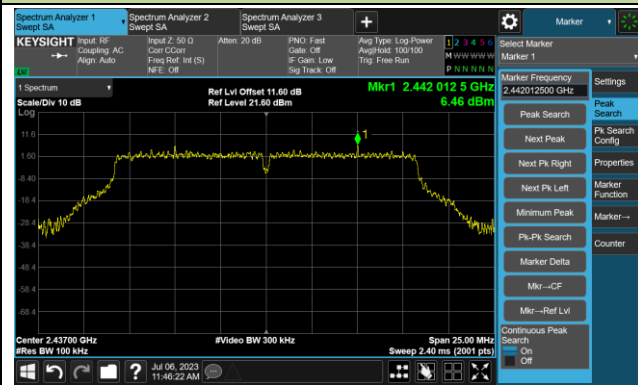 Spectrum Analyzer 1
Swept SA
Spectrum Analyzer 2
Swept SA
Spectrum Analyzer 3
Swept SA
+
Marker
KEYSIGHT
Input: RF
Coupling: AC
Align: Auto
Input Z: 50 Ω
Corr CCorr
Freq Ref: Int (S)
NFE: Off
Atten: 20 dB
PNO: Fast
Gate: Off
IF Gain: Low
Sig Track: Off
Avg Type: Log-Power
Avg|Hold: 100/100
Trig: Free Run
1 2 3 4 5 6
M W W W W W
P N N N N N
Select Marker
Marker 1
1 Spectrum
Scale/Div 10 dB
Log
Ref Lvl Offset 11.60 dB
Ref Level 21.60 dBm
Mkr1 2.442 012 5 GHz
6.46 dBm
11.6
1.60
-8.40
-18.4
-28.4
-38.4
-48.4
-58.4
-68.4
1
Center 2.43700 GHz
#Res BW 100 kHz
#Video BW 300 kHz
Span 25.00 MHz
Sweep 2.40 ms (2001 pts)
Marker Frequency
2.442012500 GHz
Peak Search
Next Peak
Next Pk Right
Next Pk Left
Minimum Peak
Pk-Pk Search
Marker Delta
Mkr→CF
Mkr→Ref Lvl
Continuous Peak
Search
On
Off
Settings
Peak
Search
Pk Search
Config
Properties
Marker
Function
Marker→
Counter
?
Jul 06, 2023
11:46:22 AM